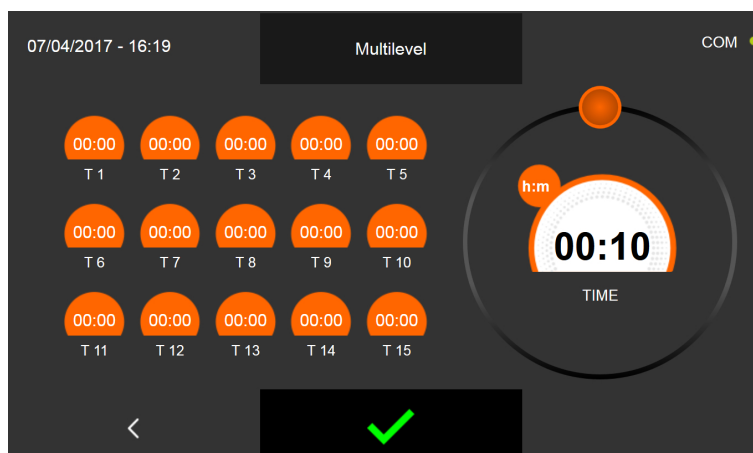 07/04/2017 - 16:19
Multilevel
COM
00:00 00:00 00:00 00:00 00:00
T 1 T 2 T 3 T 4 T 5
00:00 00:00 00:00 00:00 00:00
T 6 T 7 T 8 T 9 T 10
00:00 00:00 00:00 00:00 00:00
T 11 T 12 T 13 T 14 T 15
h:m
00:10
TIME